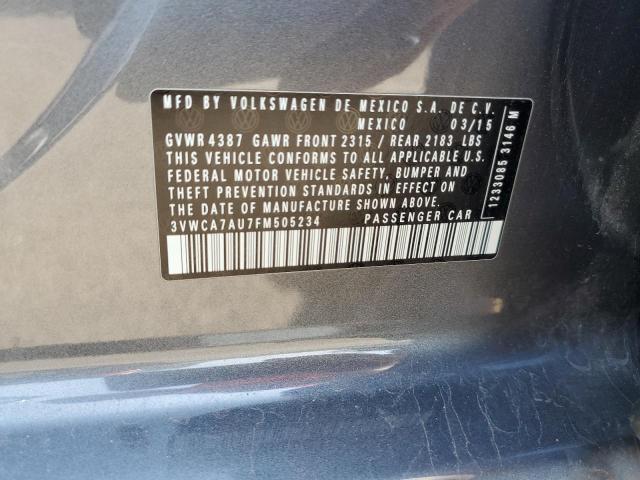 MFD BY VOLKSWAGEN DE MEXICO S.A. DE C.V.
MEXICO 03/15
GVWR 4387 GAWR FRONT 2315 / REAR 2183 LBS
THIS VEHICLE CONFORMS TO ALL APPLICABLE U.S.
FEDERAL MOTOR VEHICLE SAFETY, BUMPER AND
THEFT PREVENTION STANDARDS IN EFFECT ON
THE DATE OF MANUFACTURE SHOWN ABOVE.
3VWCA7AU7FM505234 PASSENGER CAR
1233085 3146 M